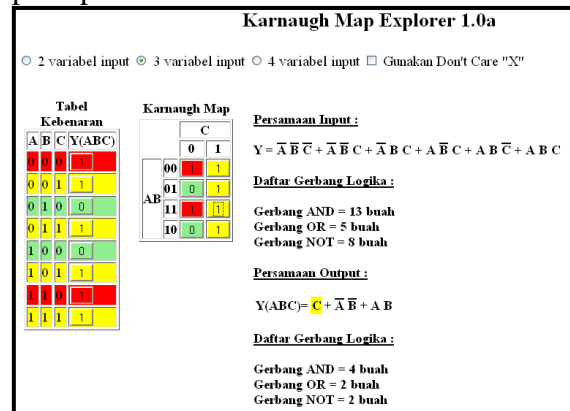 Karnaugh Map Explorer 1.0a
2 variabel input 3 variabel input 4 variabel input Gunakan Don't Care "X"
Tabel Kebenaran
A B C Y(ABC)
0 0 0 1
0 0 1 1
0 1 0 0
0 1 1 1
1 0 0 0
1 0 1 1
1 1 0 1
1 1 1 1
Karnaugh Map
C
0 1
AB
00 1 1
01 0 1
11 1 1
10 0 1
Persamaan Input :
Y = A̅ B̅ C̅ + A̅ B̅ C + A̅ B C + A B̅ C + A B C̅ + A B C
Daftar Gerbang Logika :
Gerbang AND = 13 buah
Gerbang OR = 5 buah
Gerbang NOT = 8 buah
Persamaan Output :
Y(ABC)= C + A̅ B̅ + A B
Daftar Gerbang Logika :
Gerbang AND = 4 buah
Gerbang OR = 2 buah
Gerbang NOT = 2 buah